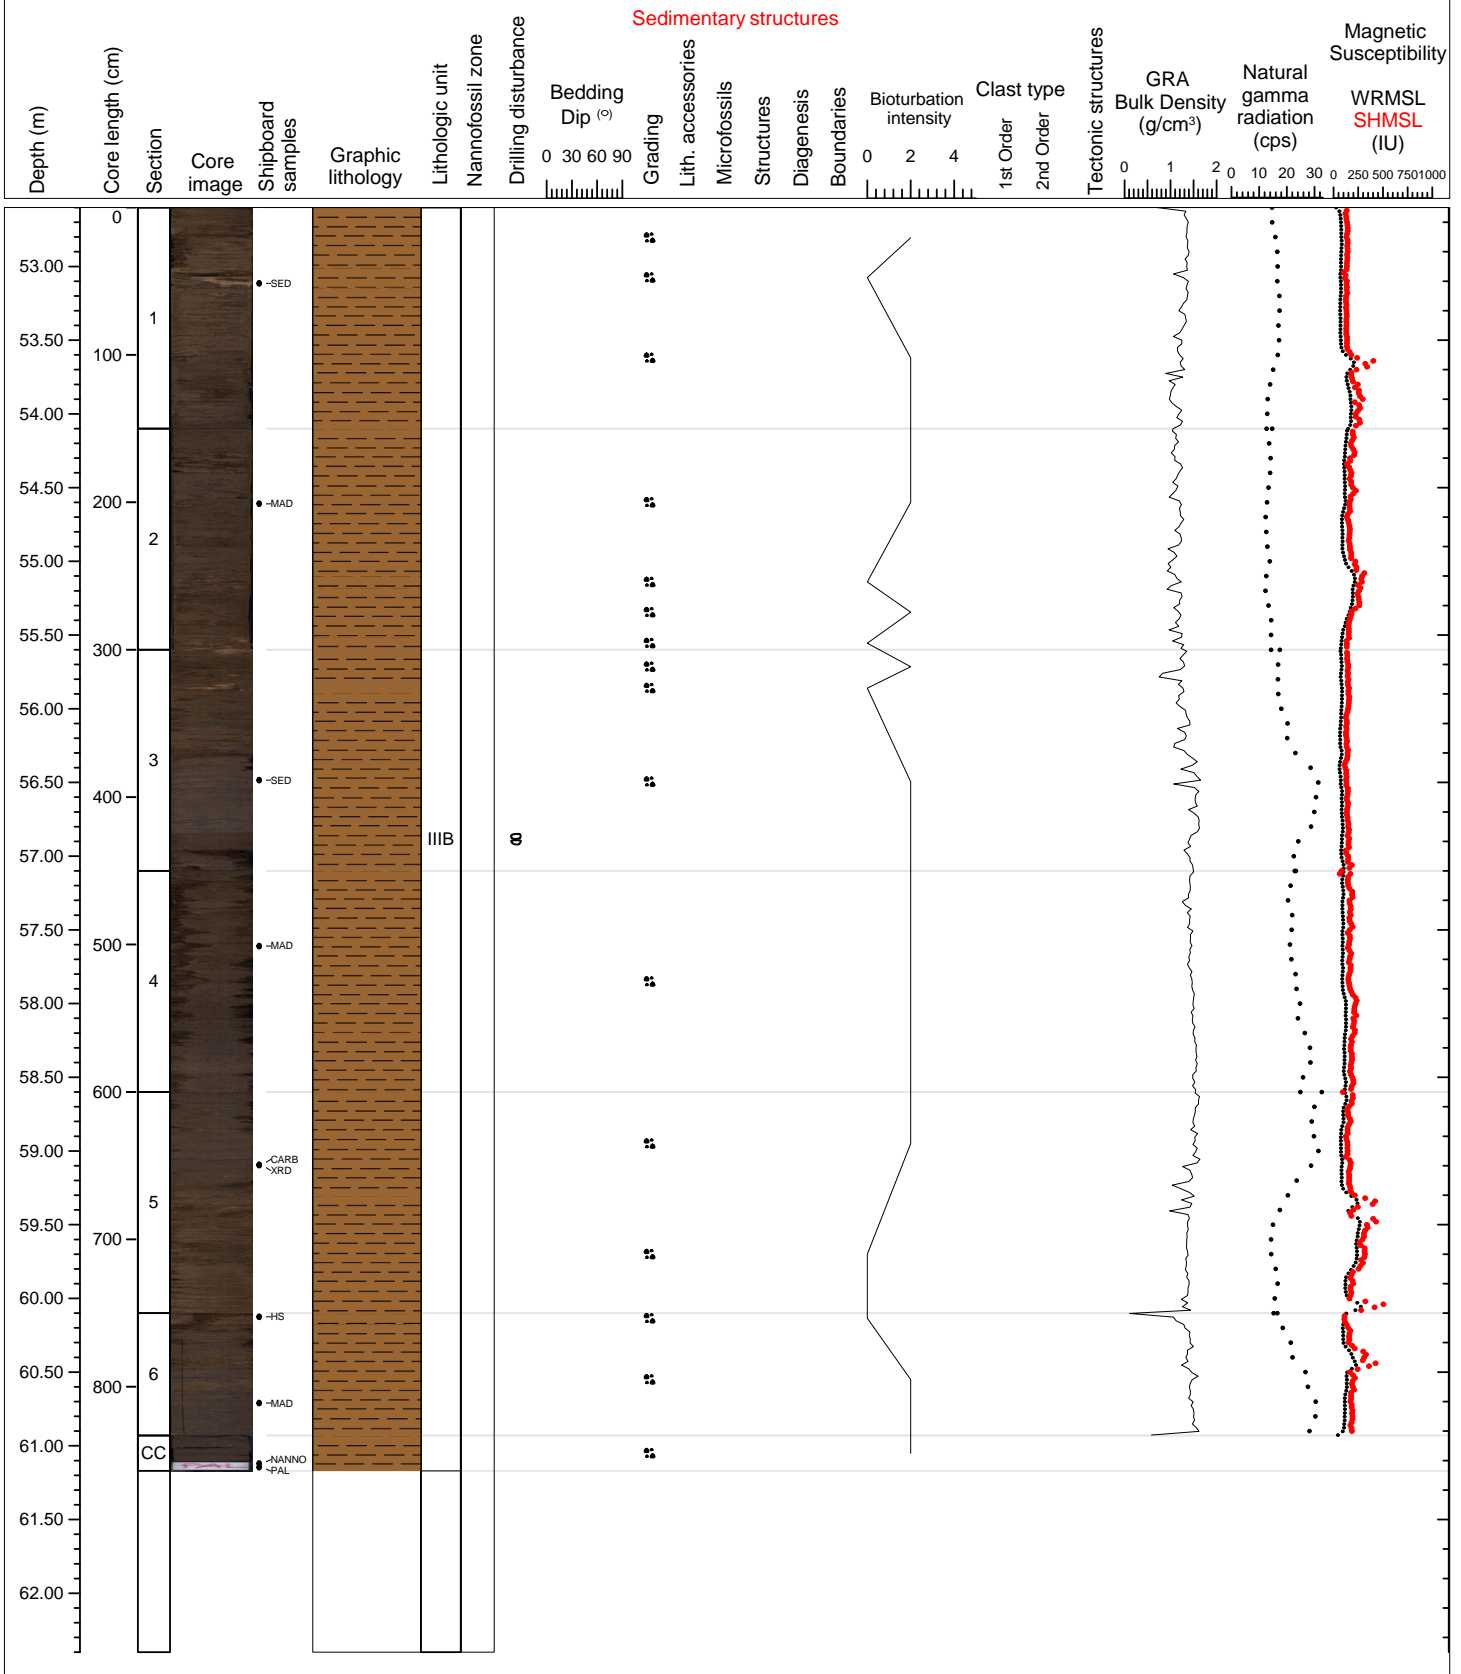 Sedimentary structures
Depth (m)
Core length (cm)
Section
Core
image
Shipboard
samples
Graphic
lithology
Lithologic unit
Nannofossil zone
Drilling disturbance
Bedding
Dip (o)
0 30 60 90
Grading
Lith. accessories
Microfossils
Structures
Diagenesis
Boundaries
Bioturbation
intensity
0 2 4
Clast type
1st Order
2nd Order
Tectonic structures
GRA
Bulk Density
(g/cm³)
0 1 2
Natural
gamma
radiation
(cps)
0 10 20 30
Magnetic
Susceptibility
WRMSL
SHMSL
(IU)
0 250 500 750 1000
0
53.00
SED
1
53.50
100
54.00
54.50
200
MAD
2
55.00
55.50
300
56.00
3
SED
56.50
400
IIIB
57.00
57.50
500
MAD
4
58.00
58.50
600
59.00
CARB
XRD
5
59.50
700
60.00
HS
6
60.50
800
MAD
61.00
CC
NANNO
PAL
61.50
62.00